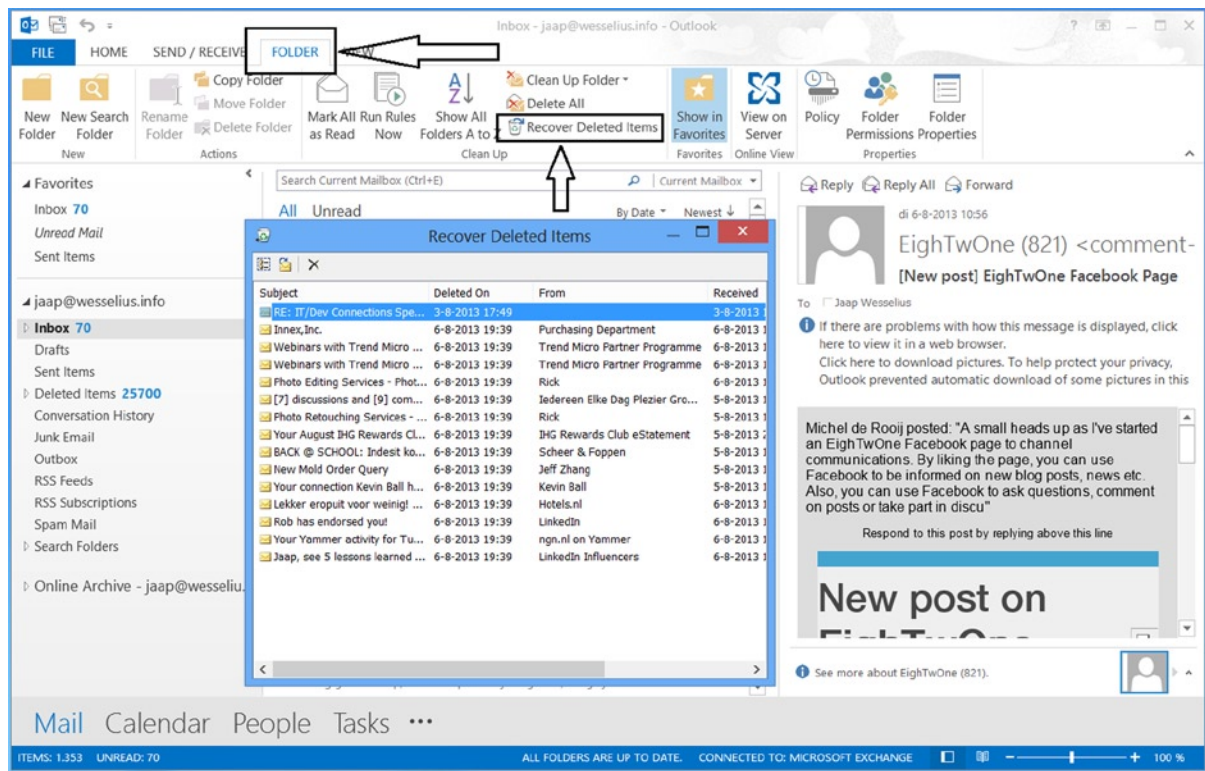 Inbox - jaap@wesselius.info - Outlook
FILE HOME SEND / RECEIVE FOLDER
New Folder
New Search Folder
Rename Folder
Copy Folder
Move Folder
Delete Folder
Mark All as Read
Run Rules Now
Show All Folders A to Z
Clean Up Folder
Delete All
Recover Deleted Items
Show in Favorites
View on Server
Policy
Folder Permissions
Folder Properties
New Actions Clean Up Favorites Online View Properties
Favorites
Inbox 70
Unread Mail
Sent Items
jaap@wesselius.info
Inbox 70
Drafts
Sent Items
Deleted Items 25700
Conversation History
Junk Email
Outbox
RSS Feeds
RSS Subscriptions
Spam Mail
Search Folders
Online Archive - jaap@wesseliu.
Search Current Mailbox (Ctrl+E) Current Mailbox
All Unread By Date Newest
Recover Deleted Items
Subject Deleted On From Received
RE: IT/Dev Connections Spe... 3-8-2013 17:49 3-8-2013 1
Innex,Inc. 6-8-2013 19:39 Purchasing Department 6-8-2013 1
Webinars with Trend Micro ... 6-8-2013 19:39 Trend Micro Partner Programme 6-8-2013 1
Webinars with Trend Micro ... 6-8-2013 19:39 Trend Micro Partner Programme 6-8-2013 1
Photo Editing Services - Phot... 6-8-2013 19:39 Rick 6-8-2013 1
[7] discussions and [9] com... 6-8-2013 19:39 Iedereen Elke Dag Plezier Gro... 5-8-2013 1
Photo Retouching Services - ... 6-8-2013 19:39 Rick 5-8-2013 1
Your August IHG Rewards Cl... 6-8-2013 19:39 IHG Rewards Club eStatement 5-8-2013 2
BACK @ SCHOOL: Indesit ko... 6-8-2013 19:39 Scheer & Foppen 5-8-2013 1
New Mold Order Query 6-8-2013 19:39 Jeff Zhang 5-8-2013 1
Your connection Kevin Ball h... 6-8-2013 19:39 Kevin Ball 5-8-2013 1
Lekker eropuit voor weinig! ... 6-8-2013 19:39 Hotels.nl 6-8-2013 1
Rob has endorsed you! 6-8-2013 19:39 LinkedIn 6-8-2013 1
Your Yammer activity for Tu... 6-8-2013 19:39 ngn.nl on Yammer 6-8-2013 1
Jaap, see 5 lessons learned ... 6-8-2013 19:39 LinkedIn Influencers 6-8-2013 1
Reply Reply All Forward
di 6-8-2013 10:56
EighTwOne (821) <comment-
[New post] EighTwOne Facebook Page
To Jaap Wesselius
If there are problems with how this message is displayed, click
here to view it in a web browser.
Click here to download pictures. To help protect your privacy,
Outlook prevented automatic download of some pictures in this
Michel de Rooij posted: "A small heads up as I've started
an EighTwOne Facebook page to channel
communications. By liking the page, you can use
Facebook to be informed on new blog posts, news etc.
Also, you can use Facebook to ask questions, comment
on posts or take part in discu"
Respond to this post by replying above this line
New post on
EighTwOne
See more about EighTwOne (821).
Mail Calendar People Tasks •••
ITEMS: 1.353 UNREAD: 70 ALL FOLDERS ARE UP TO DATE. CONNECTED TO: MICROSOFT EXCHANGE 100 %